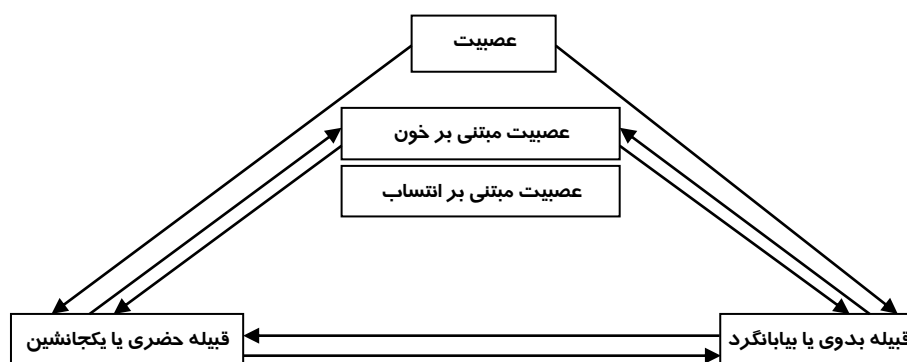 عصبیت
عصبیت مبتنی بر خون
عصبیت مبتنی بر انتساب
قبیله بدوی یا بیابانگرد
قبیله حضری یا یکجانشین